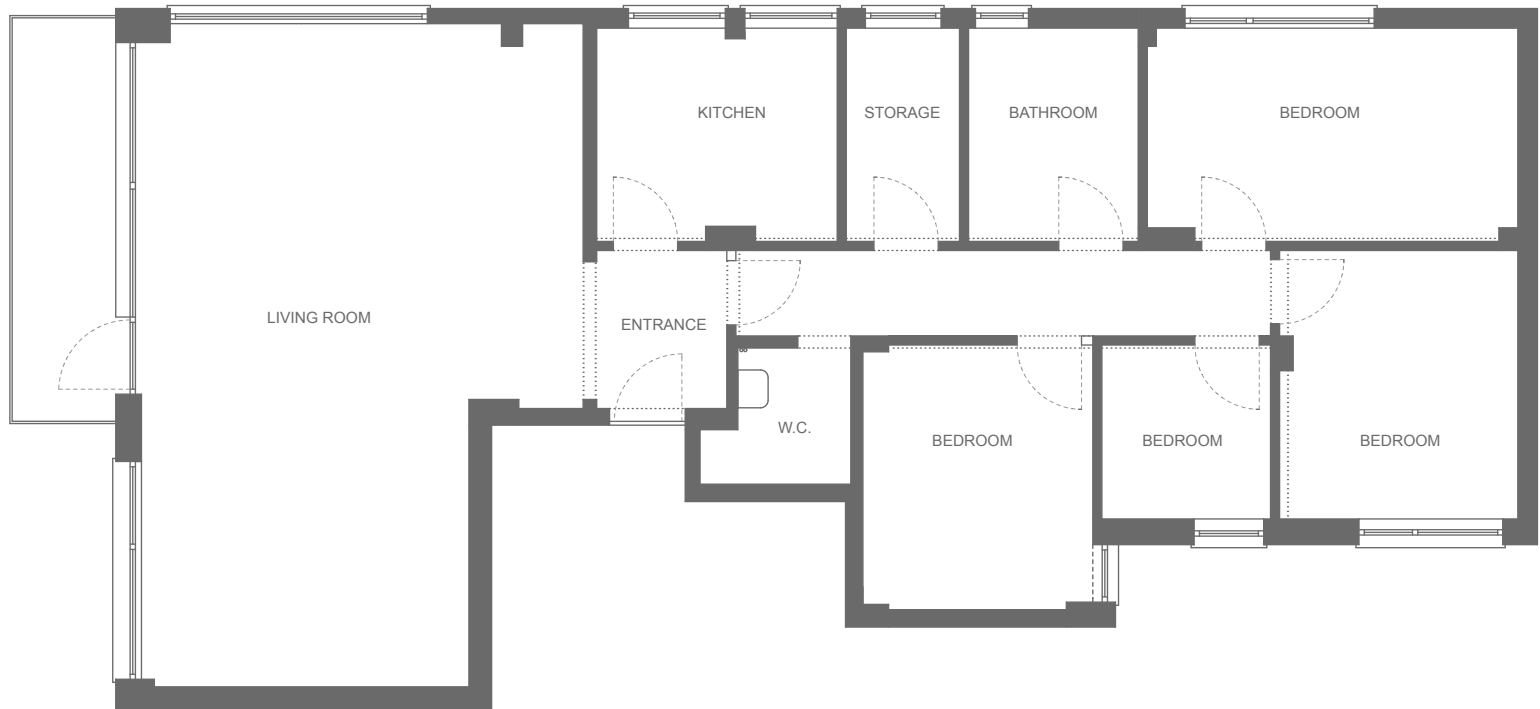 KITCHEN
STORAGE
BATHROOM
BEDROOM
LIVING ROOM
ENTRANCE
W.C.
BEDROOM
BEDROOM
BEDROOM